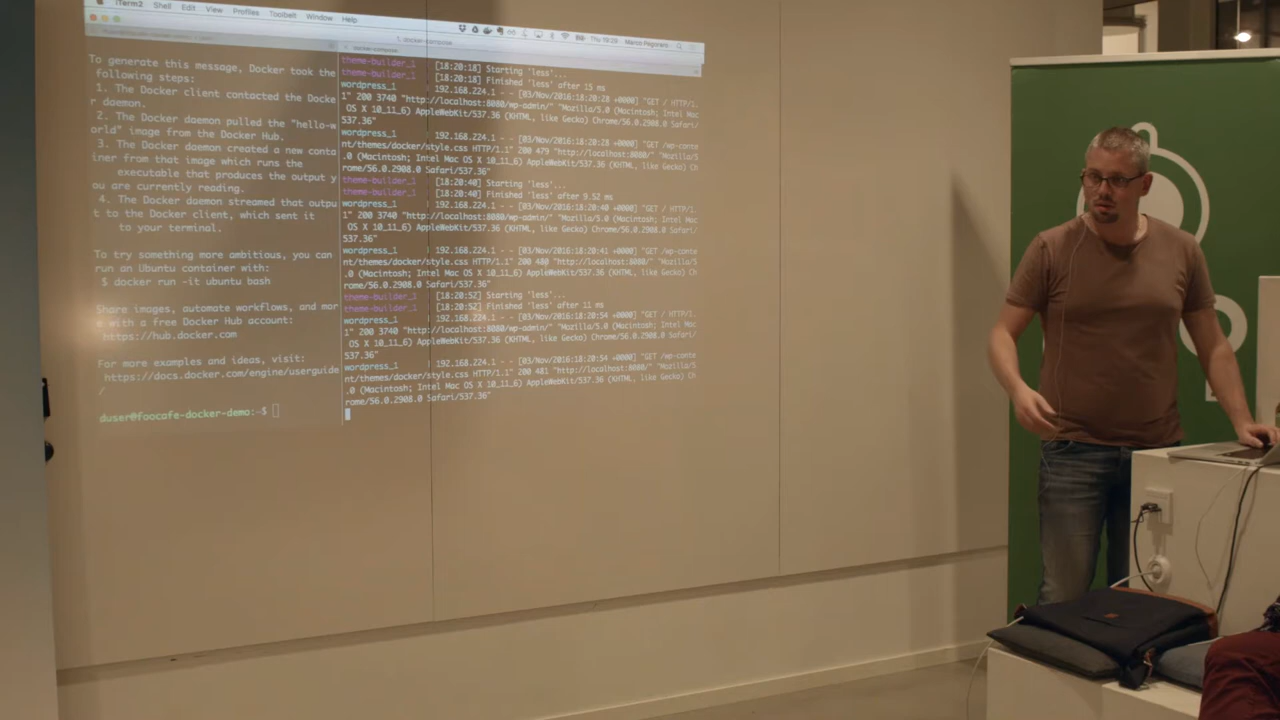 iTerm2 Shell Edit View Profiles Toolbelt Window Help
Thu 19:23 Marco Pegoraro
1. docker-compose
docker-compose
To generate this message, Docker took the
following steps:
1. The Docker client contacted the Docke
r daemon.
2. The Docker daemon pulled the "hello-w
orld" image from the Docker Hub.
3. The Docker daemon created a new conta
iner from that image which runs the
executable that produces the output y
ou are currently reading.
4. The Docker daemon streamed that outpu
t to the Docker client, which sent it
to your terminal.
To try something more ambitious, you can
run an Ubuntu container with:
$ docker run -it ubuntu bash
Share images, automate workflows, and mor
e with a free Docker Hub account:
https://hub.docker.com
For more examples and ideas, visit:
https://docs.docker.com/engine/userguide
/
duser@foocafe-docker-demo:~$
theme-builder_1 [18:20:18] Starting 'less'...
theme-builder_1 [18:20:18] Finished 'less' after 15 ms
wordpress_1 192.168.224.1 - - [03/Nov/2016:18:20:28 +0000] "GET / HTTP/1.
1" 200 3740 "http://localhost:8080/wp-admin/" "Mozilla/5.0 (Macintosh; Intel Mac
OS X 10_11_6) AppleWebKit/537.36 (KHTML, like Gecko) Chrome/56.0.2908.0 Safari/
537.36"
wordpress_1 192.168.224.1 - - [03/Nov/2016:18:20:28 +0000] "GET /wp-conte
nt/themes/docker/style.css HTTP/1.1" 200 479 "http://localhost:8080/" "Mozilla/5
.0 (Macintosh; Intel Mac OS X 10_11_6) AppleWebKit/537.36 (KHTML, like Gecko) Ch
rome/56.0.2908.0 Safari/537.36"
theme-builder_1 [18:20:40] Starting 'less'...
theme-builder_1 [18:20:40] Finished 'less' after 9.52 ms
wordpress_1 192.168.224.1 - - [03/Nov/2016:18:20:40 +0000] "GET / HTTP/1.
1" 200 3740 "http://localhost:8080/wp-admin/" "Mozilla/5.0 (Macintosh; Intel Mac
OS X 10_11_6) AppleWebKit/537.36 (KHTML, like Gecko) Chrome/56.0.2908.0 Safari/
537.36"
wordpress_1 192.168.224.1 - - [03/Nov/2016:18:20:41 +0000] "GET /wp-conte
nt/themes/docker/style.css HTTP/1.1" 200 480 "http://localhost:8080/" "Mozilla/5
.0 (Macintosh; Intel Mac OS X 10_11_6) AppleWebKit/537.36 (KHTML, like Gecko) Ch
rome/56.0.2908.0 Safari/537.36"
theme-builder_1 [18:20:52] Starting 'less'...
theme-builder_1 [18:20:52] Finished 'less' after 11 ms
wordpress_1 192.168.224.1 - - [03/Nov/2016:18:20:54 +0000] "GET / HTTP/1.
1" 200 3740 "http://localhost:8080/wp-admin/" "Mozilla/5.0 (Macintosh; Intel Mac
OS X 10_11_6) AppleWebKit/537.36 (KHTML, like Gecko) Chrome/56.0.2908.0 Safari/
537.36"
wordpress_1 192.168.224.1 - - [03/Nov/2016:18:20:54 +0000] "GET /wp-conte
nt/themes/docker/style.css HTTP/1.1" 200 481 "http://localhost:8080/" "Mozilla/5
.0 (Macintosh; Intel Mac OS X 10_11_6) AppleWebKit/537.36 (KHTML, like Gecko) Ch
rome/56.0.2908.0 Safari/537.36"